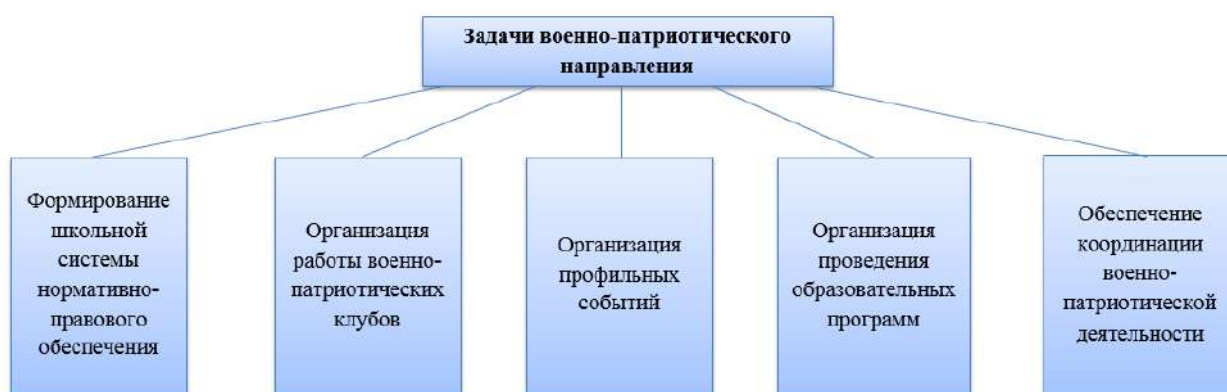 Задачи военно-патриотического
направления
Формирование
школьной
системы
нормативно-
правового
обеспечения
Организация
работы военно-
патриотических
клубов
Организация
профильных
событий
Организация
проведения
образовательных
программ
Обеспечение
координации
военно-
патриотической
деятельности